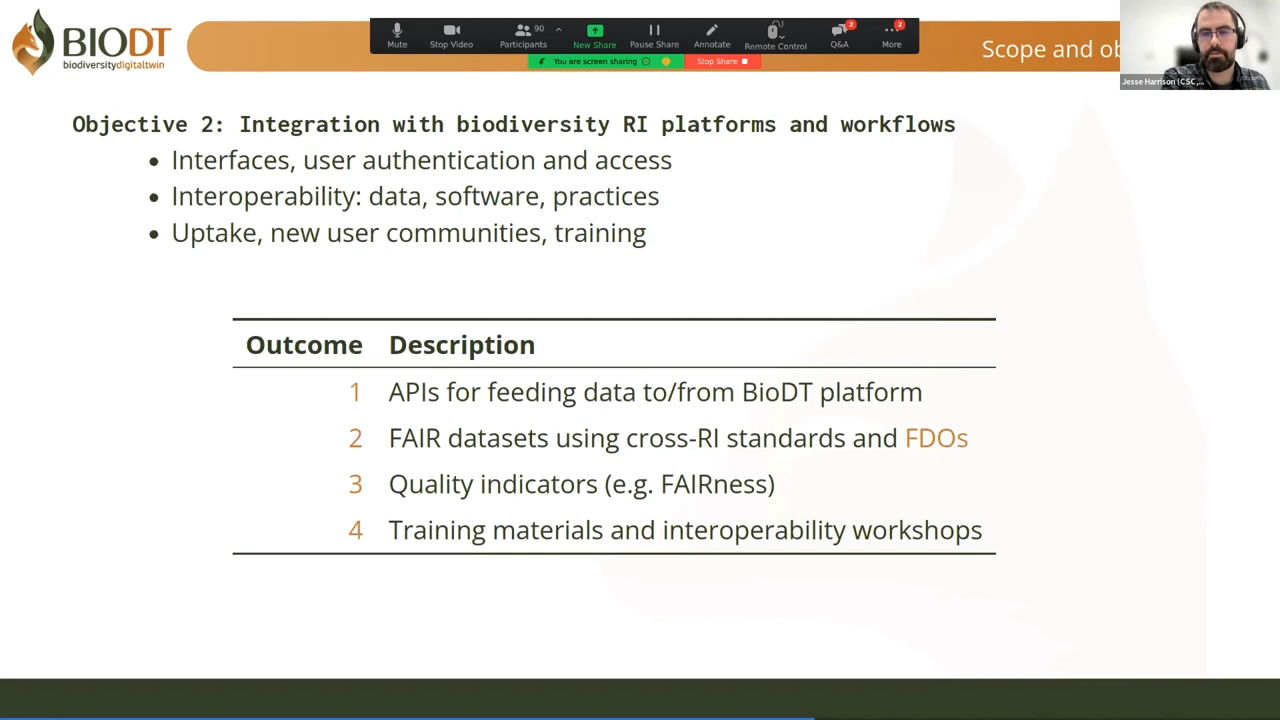 BIODT
biodiversitydigitaltwin
Mute
Stop Video
Participants
90
New Share
Pause Share
Annotate
Remote Control
Q&A
2
More
2
You are screen sharing
Stop Share
Scope and ob
Jesse Harrison (CSC,...
Objective 2: Integration with biodiversity RI platforms and workflows
• Interfaces, user authentication and access
• Interoperability: data, software, practices
• Uptake, new user communities, training
Outcome Description
1 APIs for feeding data to/from BioDT platform
2 FAIR datasets using cross-RI standards and FDOs
3 Quality indicators (e.g. FAIRness)
4 Training materials and interoperability workshops